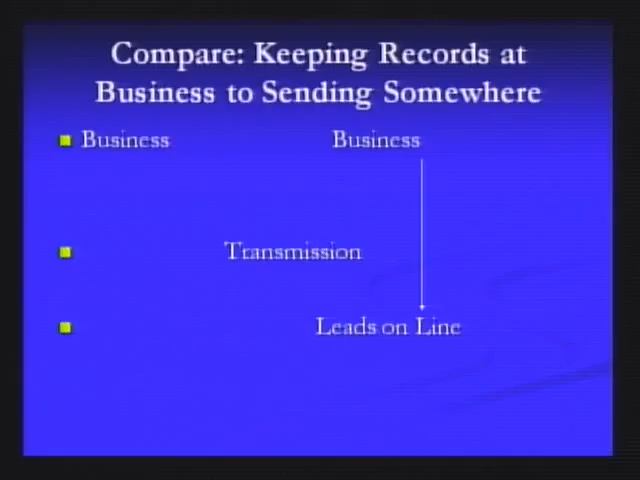 Compare: Keeping Records at
Business to Sending Somewhere
Business Business
Transmission
Leads on Line